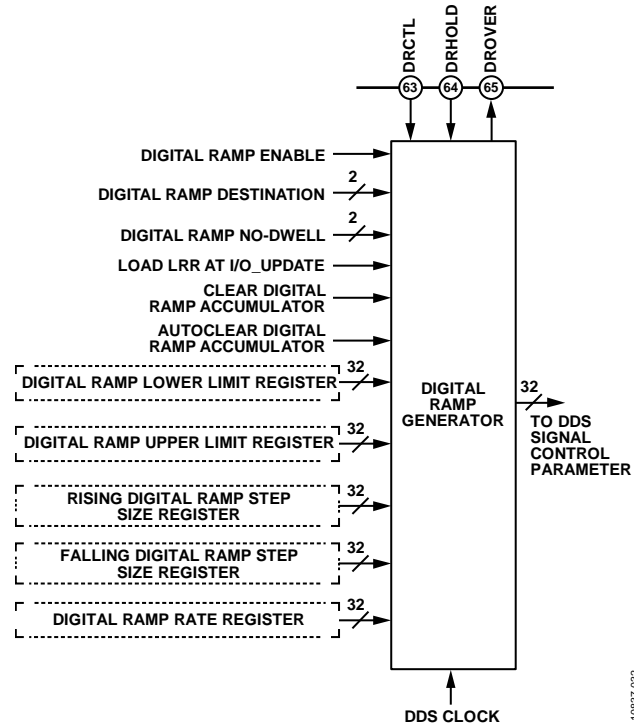 DRCTL
DRHOLD
DROVER
63
64
65
DIGITAL RAMP ENABLE
2
DIGITAL RAMP DESTINATION
2
DIGITAL RAMP NO-DWELL
LOAD LRR AT I/O_UPDATE
CLEAR DIGITAL
RAMP ACCUMULATOR
AUTOCLEAR DIGITAL
RAMP ACCUMULATOR
32
DIGITAL RAMP LOWER LIMIT REGISTER
32
DIGITAL RAMP UPPER LIMIT REGISTER
32
RISING DIGITAL RAMP STEP
SIZE REGISTER
32
FALLING DIGITAL RAMP STEP
SIZE REGISTER
32
DIGITAL RAMP RATE REGISTER
DIGITAL
RAMP
GENERATOR
32
TO DDS
SIGNAL
CONTROL
PARAMETER
DDS CLOCK